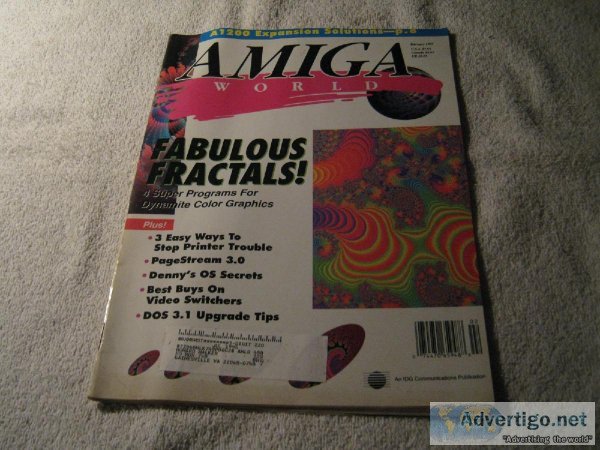 A1200 Expansion Solutions—p.8
AMIGA
WORLD
FABULOUS
FRACTALS!
4 Super Programs For
Dynamite Color Graphics
Plus!
• 3 Easy Ways To
Stop Printer Trouble
• PageStream 3.0
• Denny's OS Secrets
• Best Buys On
Video Switchers
• DOS 3.1 Upgrade Tips
An IDG Communications Publication
Advertigo.net
"Advertising the world"